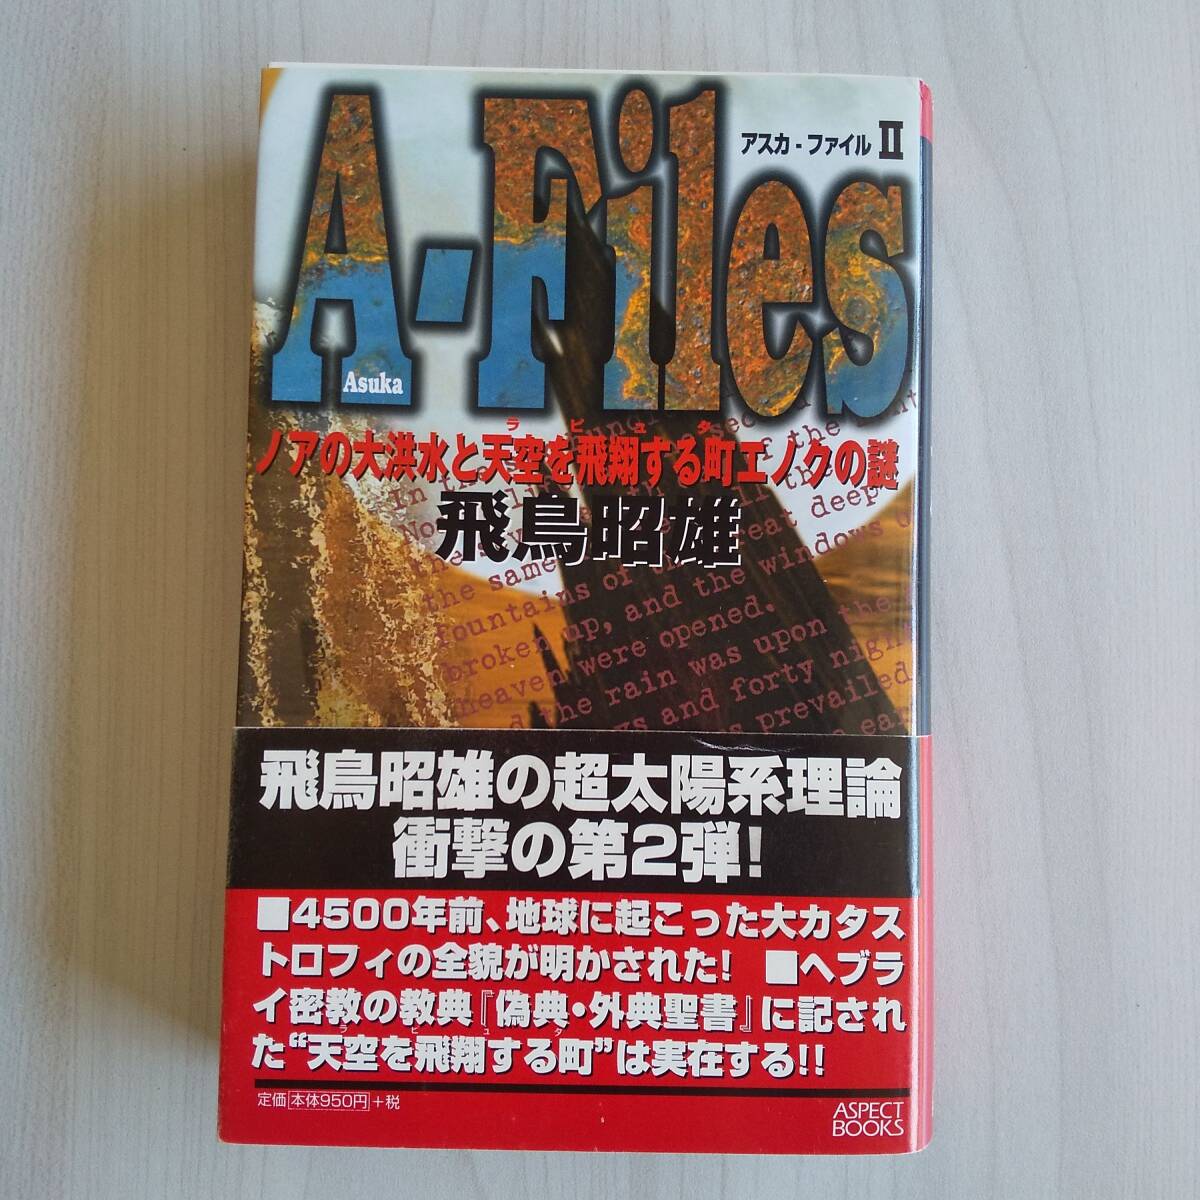 A-Files
アスカ-ファイルII
Asuka
ラピュタ
ノアの大洪水と天空を飛翔する町エノクの謎
飛鳥昭雄
In the
second
of the
the same
great deep
fountains of
broken up, and the windows
heaven were opened.
the rain was upon the
and forty
prevailed
飛鳥昭雄の超太陽系理論
衝撃の第2弾!
■4500年前、地球に起こった大カタス
トロフィの全貌が明かされた! ■ヘブラ
イ密教の教典『偽典・外典聖書』に記され
ラピュタ
た“天空を飛翔する町”は実在する!!
定価 本体950円+税
ASPECT
BOOKS